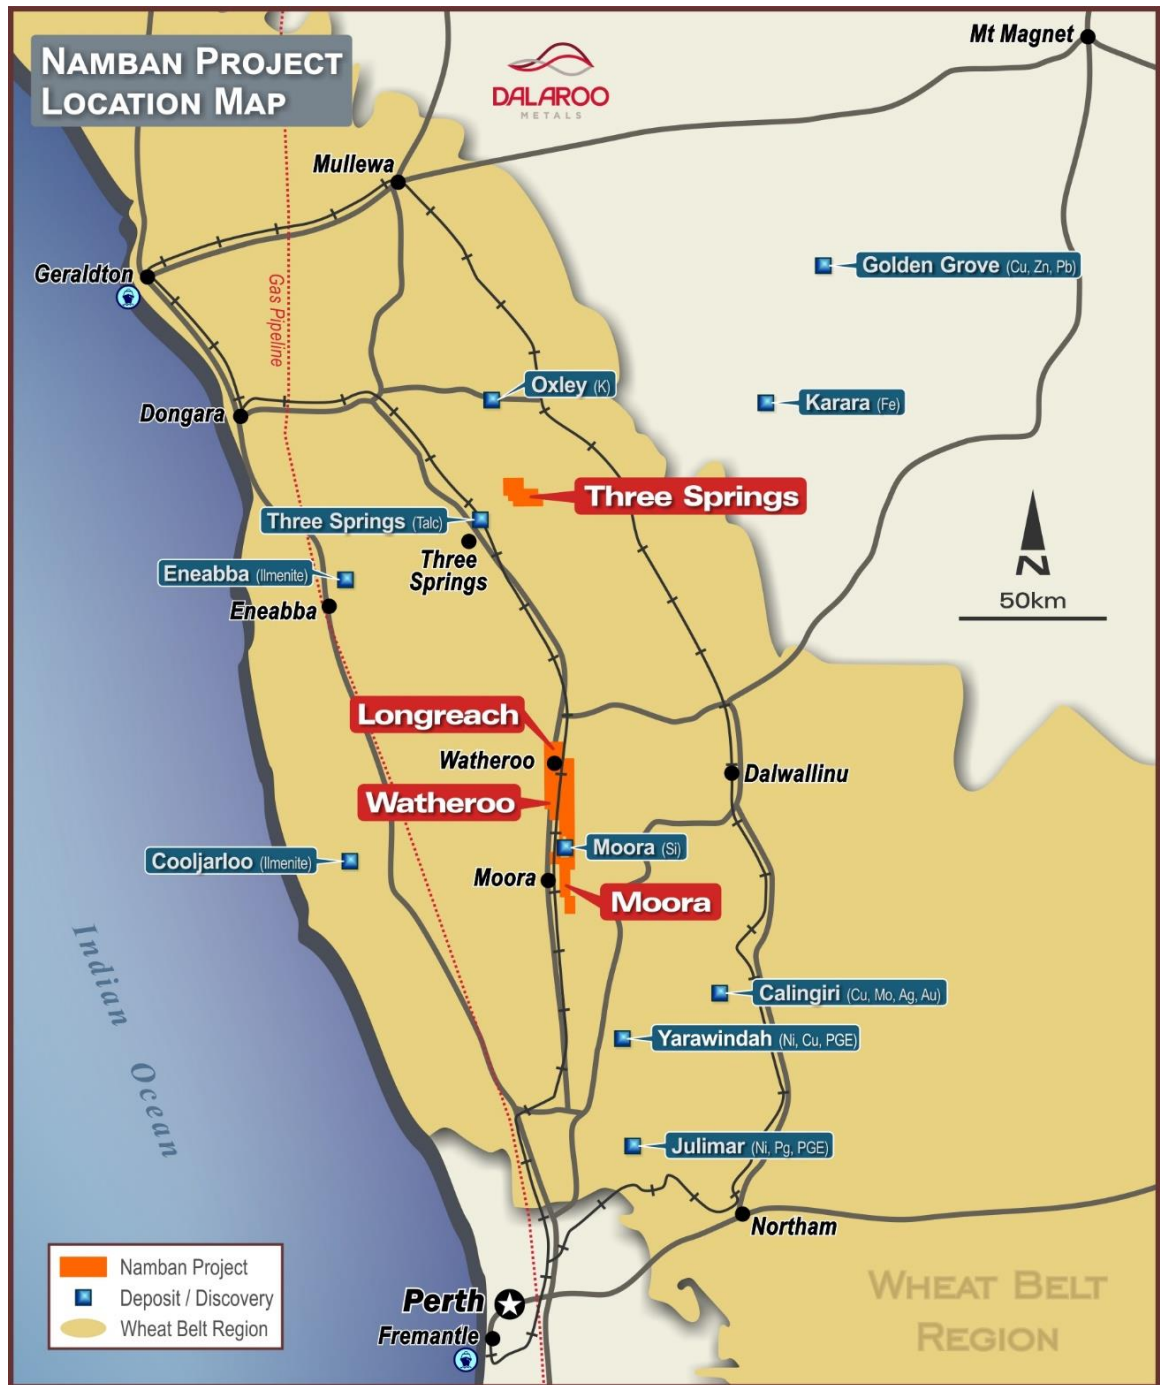 NAMBAN PROJECT
LOCATION MAP
DALAROO
METALS
Mt Magnet
Mullewa
Geraldton
Gas Pipeline
Golden Grove (Cu, Zn, Pb)
Oxley (K)
Karara (Fe)
Dongara
Three Springs
Three Springs (Talc)
Three
Springs
Eneabba (Ilmenite)
Eneabba
N
50km
Longreach
Watheroo
Dalwallinu
Watheroo
Moora (Si)
Cooljarloo (Ilmenite)
Moora
Moora
Indian Ocean
Calingiri (Cu, Mo, Ag, Au)
Yarawindah (Ni, Cu, PGE)
Julimar (Ni, Pg, PGE)
Northam
Namban Project
Deposit / Discovery
Wheat Belt Region
Perth
Fremantle
WHEAT BELT
REGION